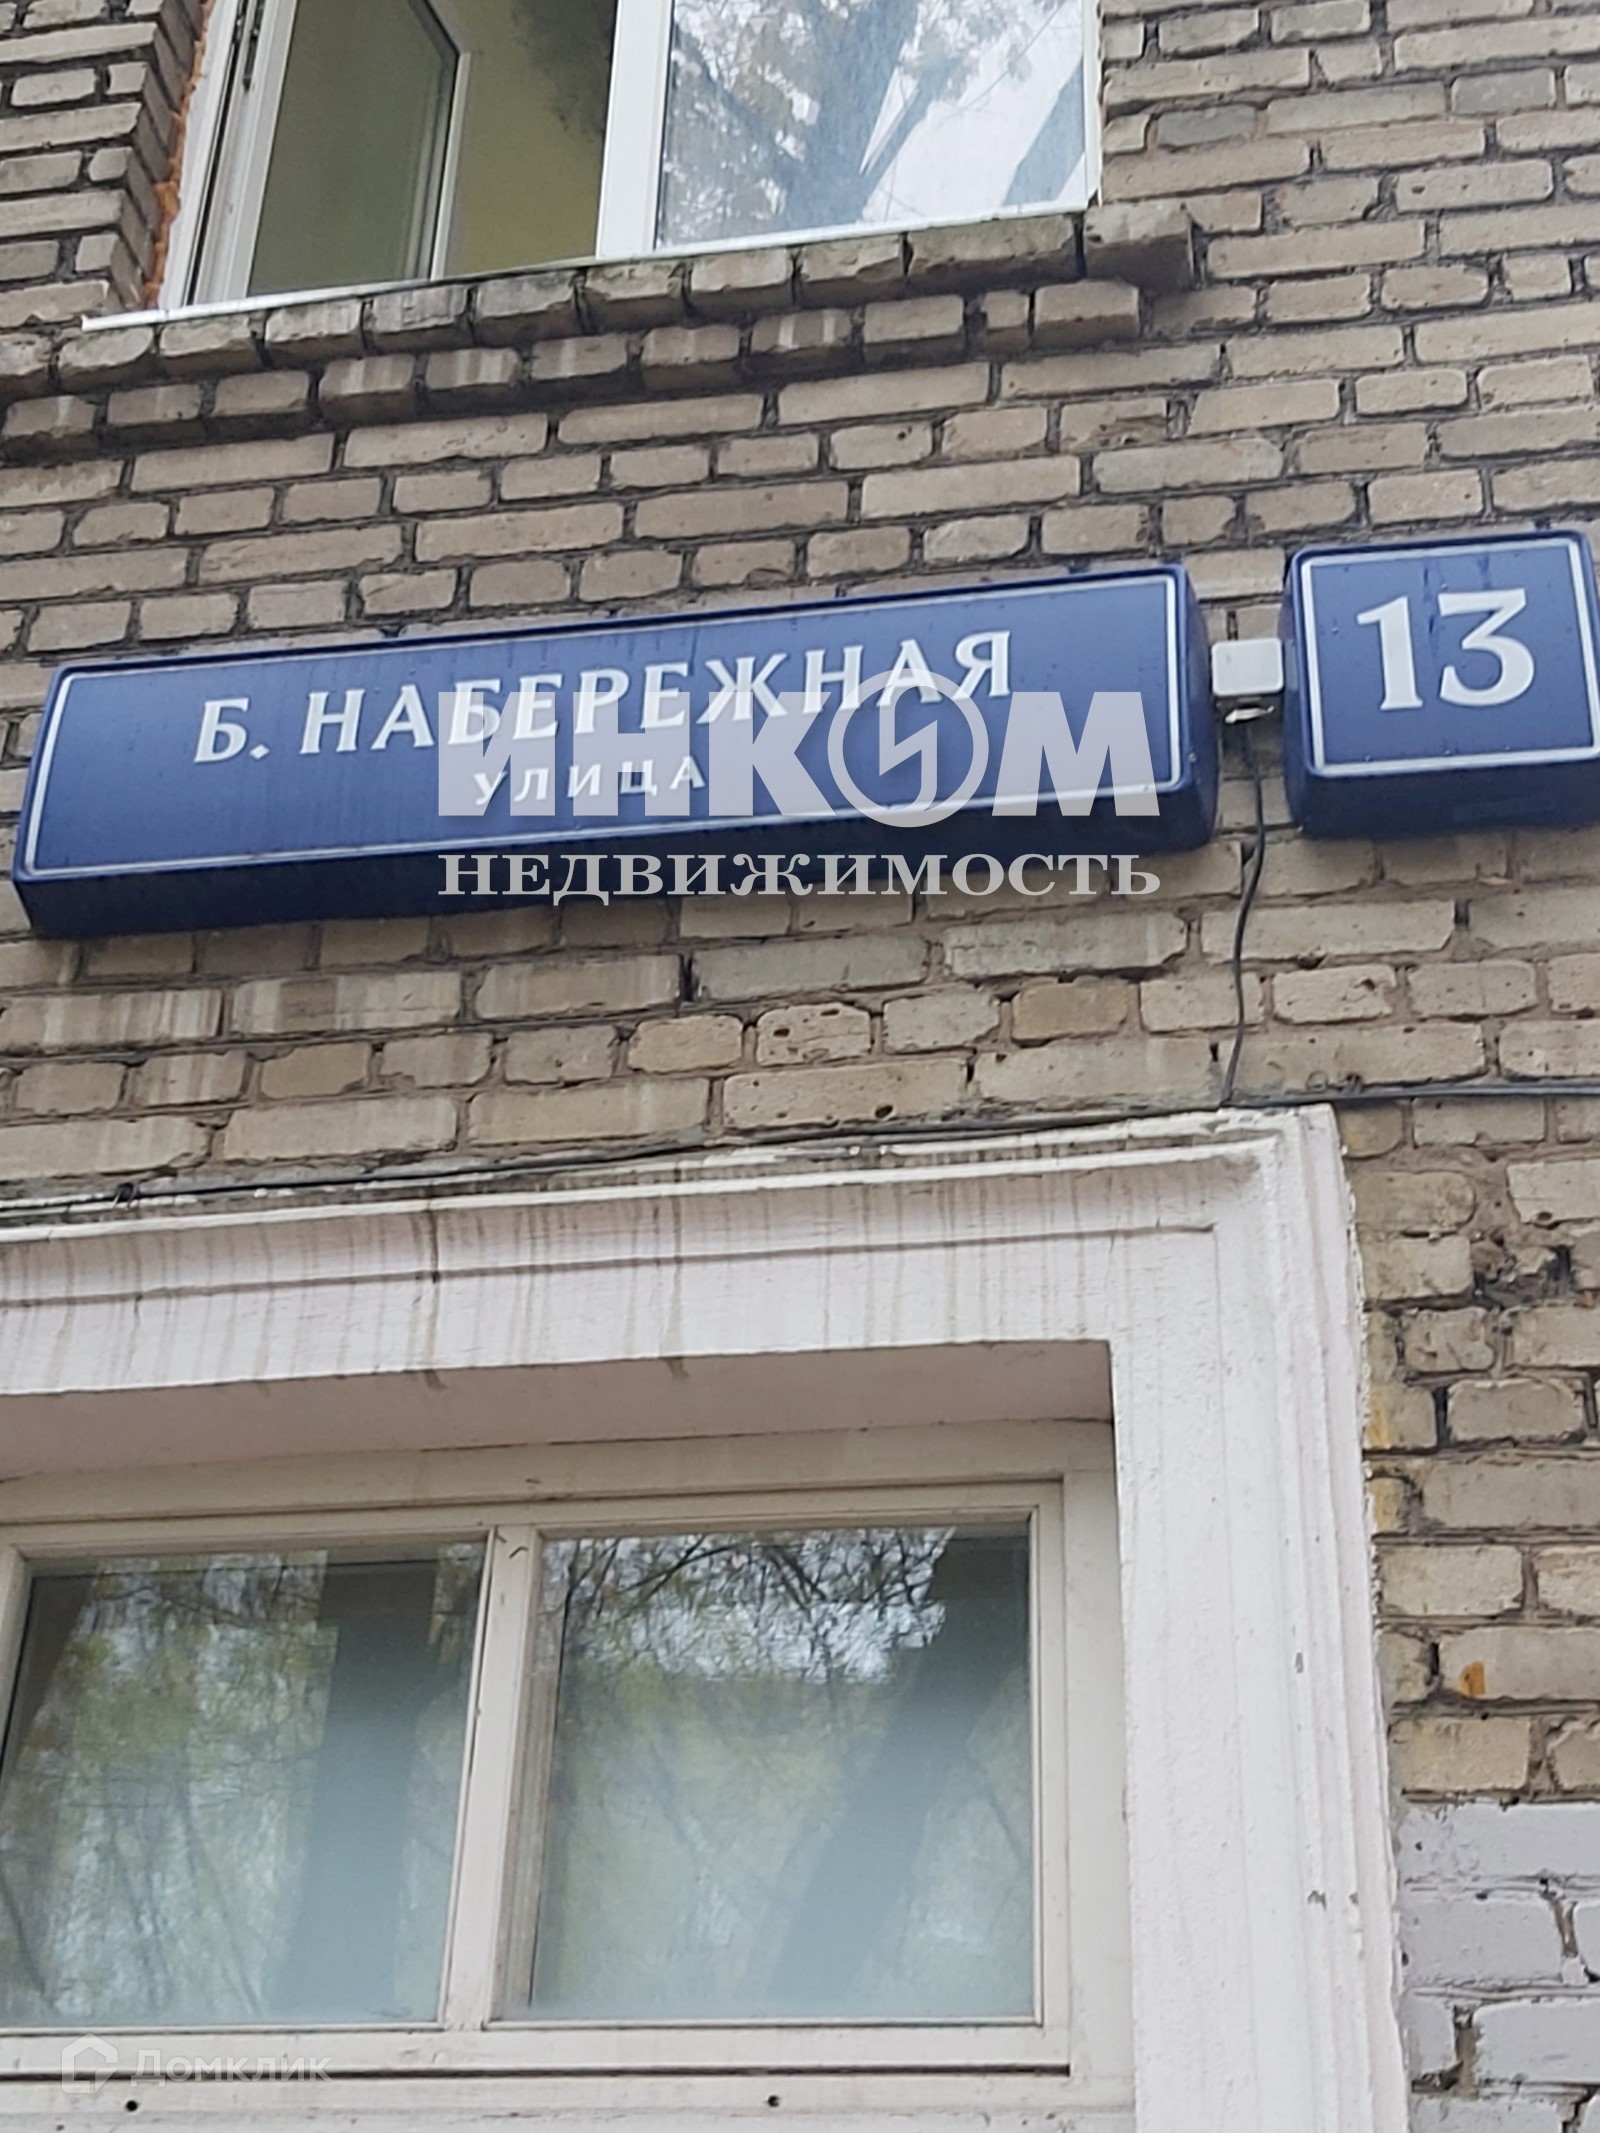 Б. НАБЕРЕЖНАЯ
УЛИЦА
13
ИНКОМ
НЕДВИЖИМОСТЬ
Домклик